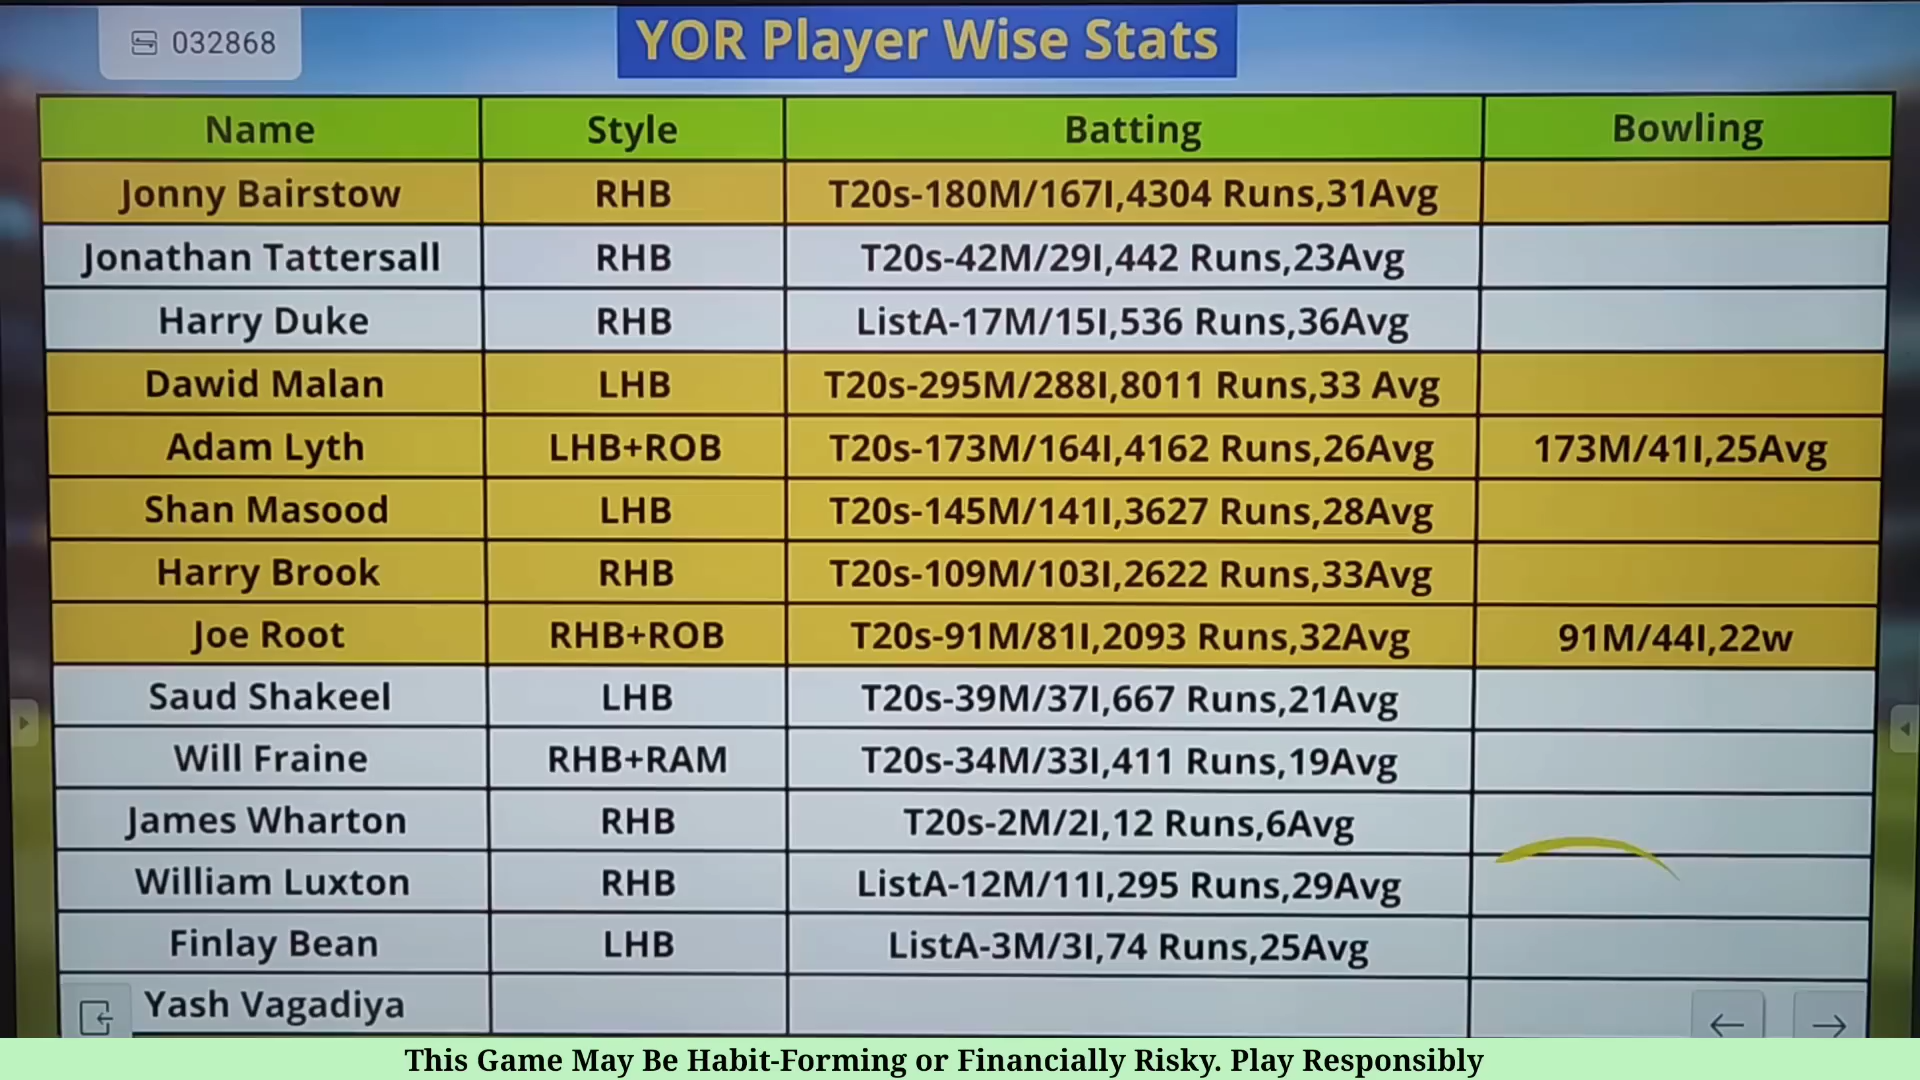 032868
YOR Player Wise Stats
Name Style Batting Bowling
Jonny Bairstow RHB T20s-180M/167I,4304 Runs,31Avg
Jonathan Tattersall RHB T20s-42M/29I,442 Runs,23Avg
Harry Duke RHB ListA-17M/15I,536 Runs,36Avg
Dawid Malan LHB T20s-295M/288I,8011 Runs,33 Avg
Adam Lyth LHB+ROB T20s-173M/164I,4162 Runs,26Avg 173M/41I,25Avg
Shan Masood LHB T20s-145M/141I,3627 Runs,28Avg
Harry Brook RHB T20s-109M/103I,2622 Runs,33Avg
Joe Root RHB+ROB T20s-91M/81I,2093 Runs,32Avg 91M/44I,22w
Saud Shakeel LHB T20s-39M/37I,667 Runs,21Avg
Will Fraine RHB+RAM T20s-34M/33I,411 Runs,19Avg
James Wharton RHB T20s-2M/2I,12 Runs,6Avg
William Luxton RHB ListA-12M/11I,295 Runs,29Avg
Finlay Bean LHB ListA-3M/3I,74 Runs,25Avg
Yash Vagadiya
This Game May Be Habit-Forming or Financially Risky. Play Responsibly